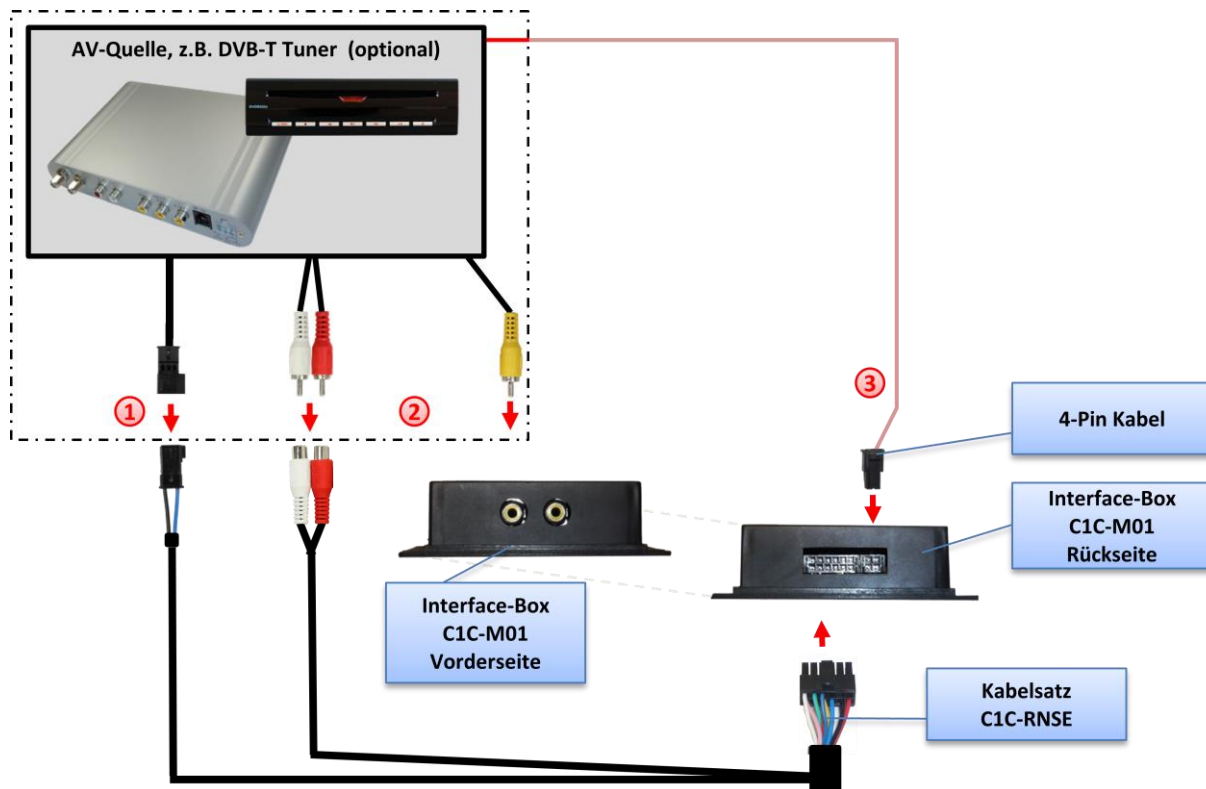 AV-Quelle, z.B. DVB-T Tuner (optional)
1
2
3
4-Pin Kabel
Interface-Box
C1C-M01
Rückseite
Interface-Box
C1C-M01
Vorderseite
Kabelsatz
C1C-RNSE